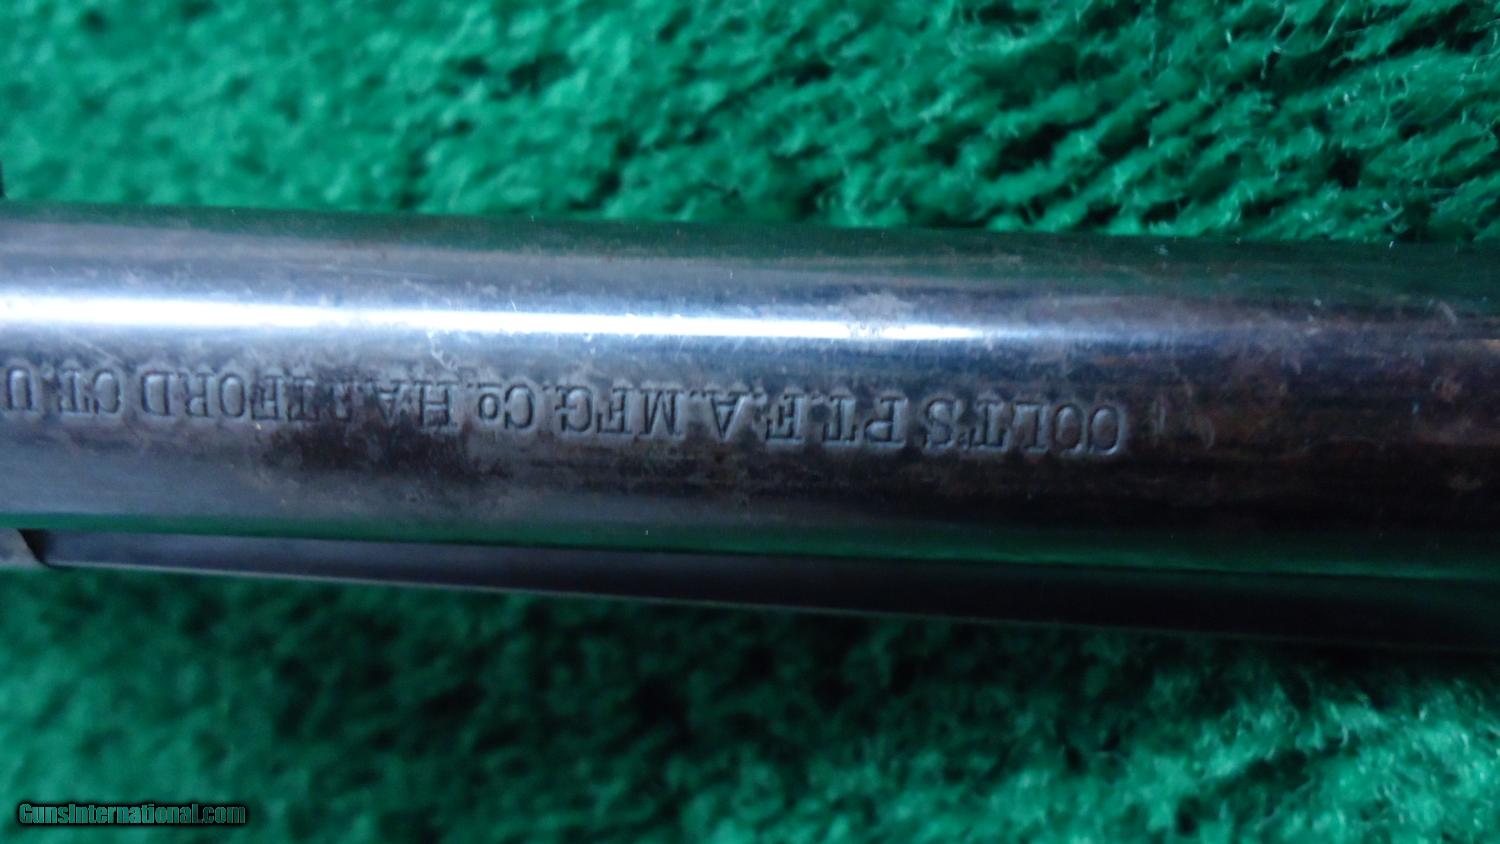 COLT'S PT. F. A. MFG. Co. HARTFORD CT. U
GunsInternational.com